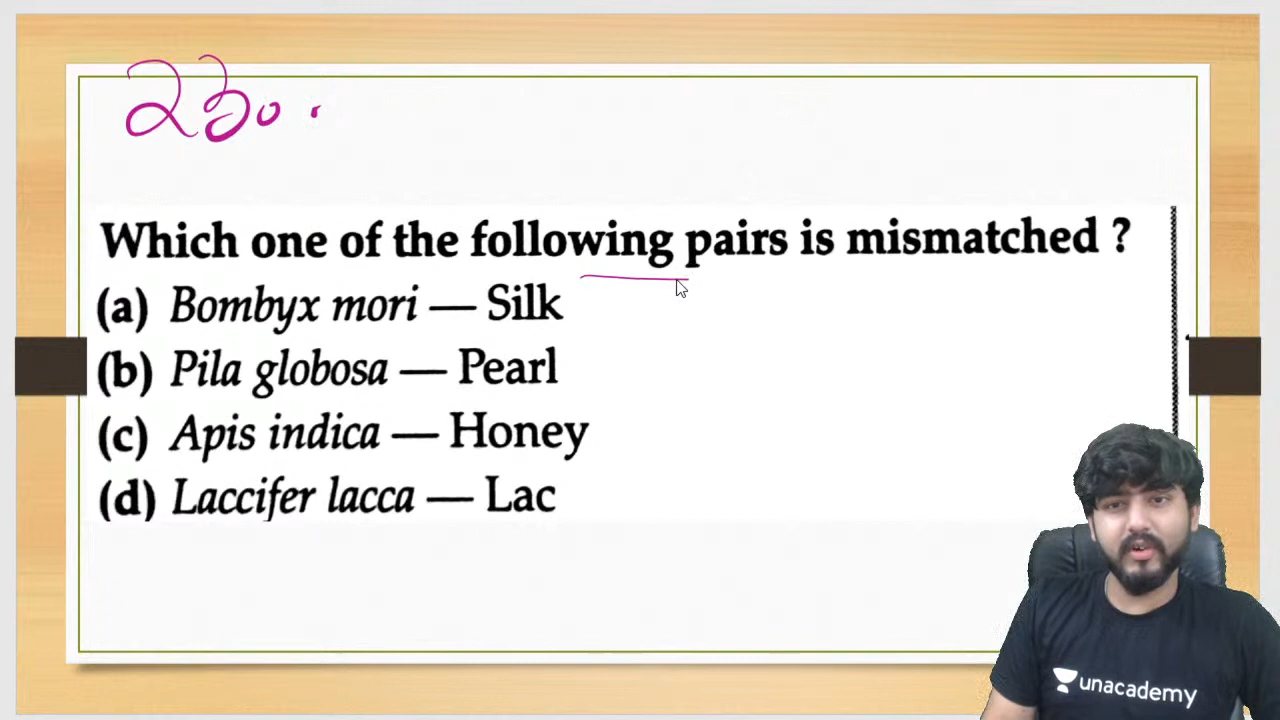 230.
Which one of the following pairs is mismatched ?
(a) Bombyx mori — Silk
(b) Pila globosa — Pearl
(c) Apis indica — Honey
(d) Laccifer lacca — Lac
unacademy